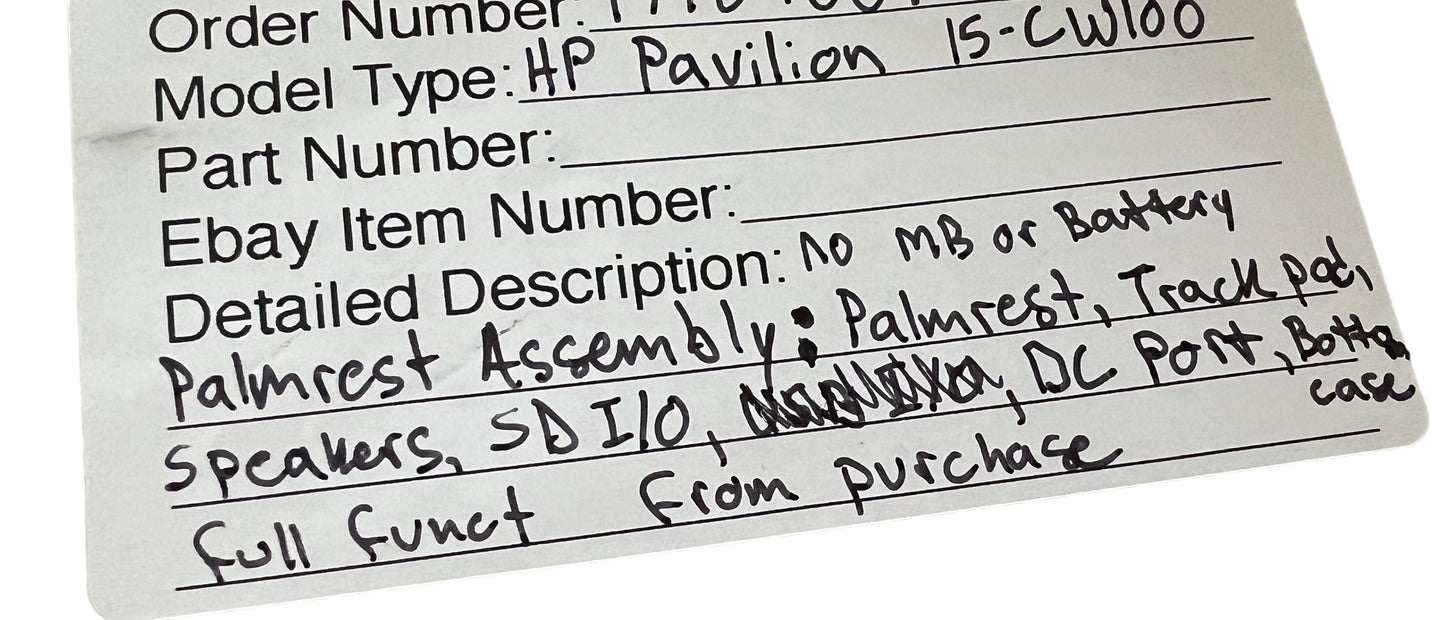 Order Number:
Model Type: HP Pavilion 15-CW100
Part Number:
Ebay Item Number:
Detailed Description: No MB or Battery
Palmrest Assembly: Palmrest, Track pad,
Speakers, SD I/O, , DC Port, Bottom
case
full funct from purchase